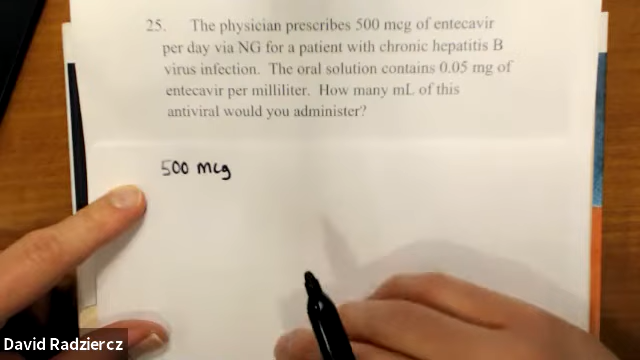 25. The physician prescribes 500 mcg of entecavir
per day via NG for a patient with chronic hepatitis B
virus infection. The oral solution contains 0.05 mg of
entecavir per milliliter. How many mL of this
antiviral would you administer?
500 mcg
David Radziercz